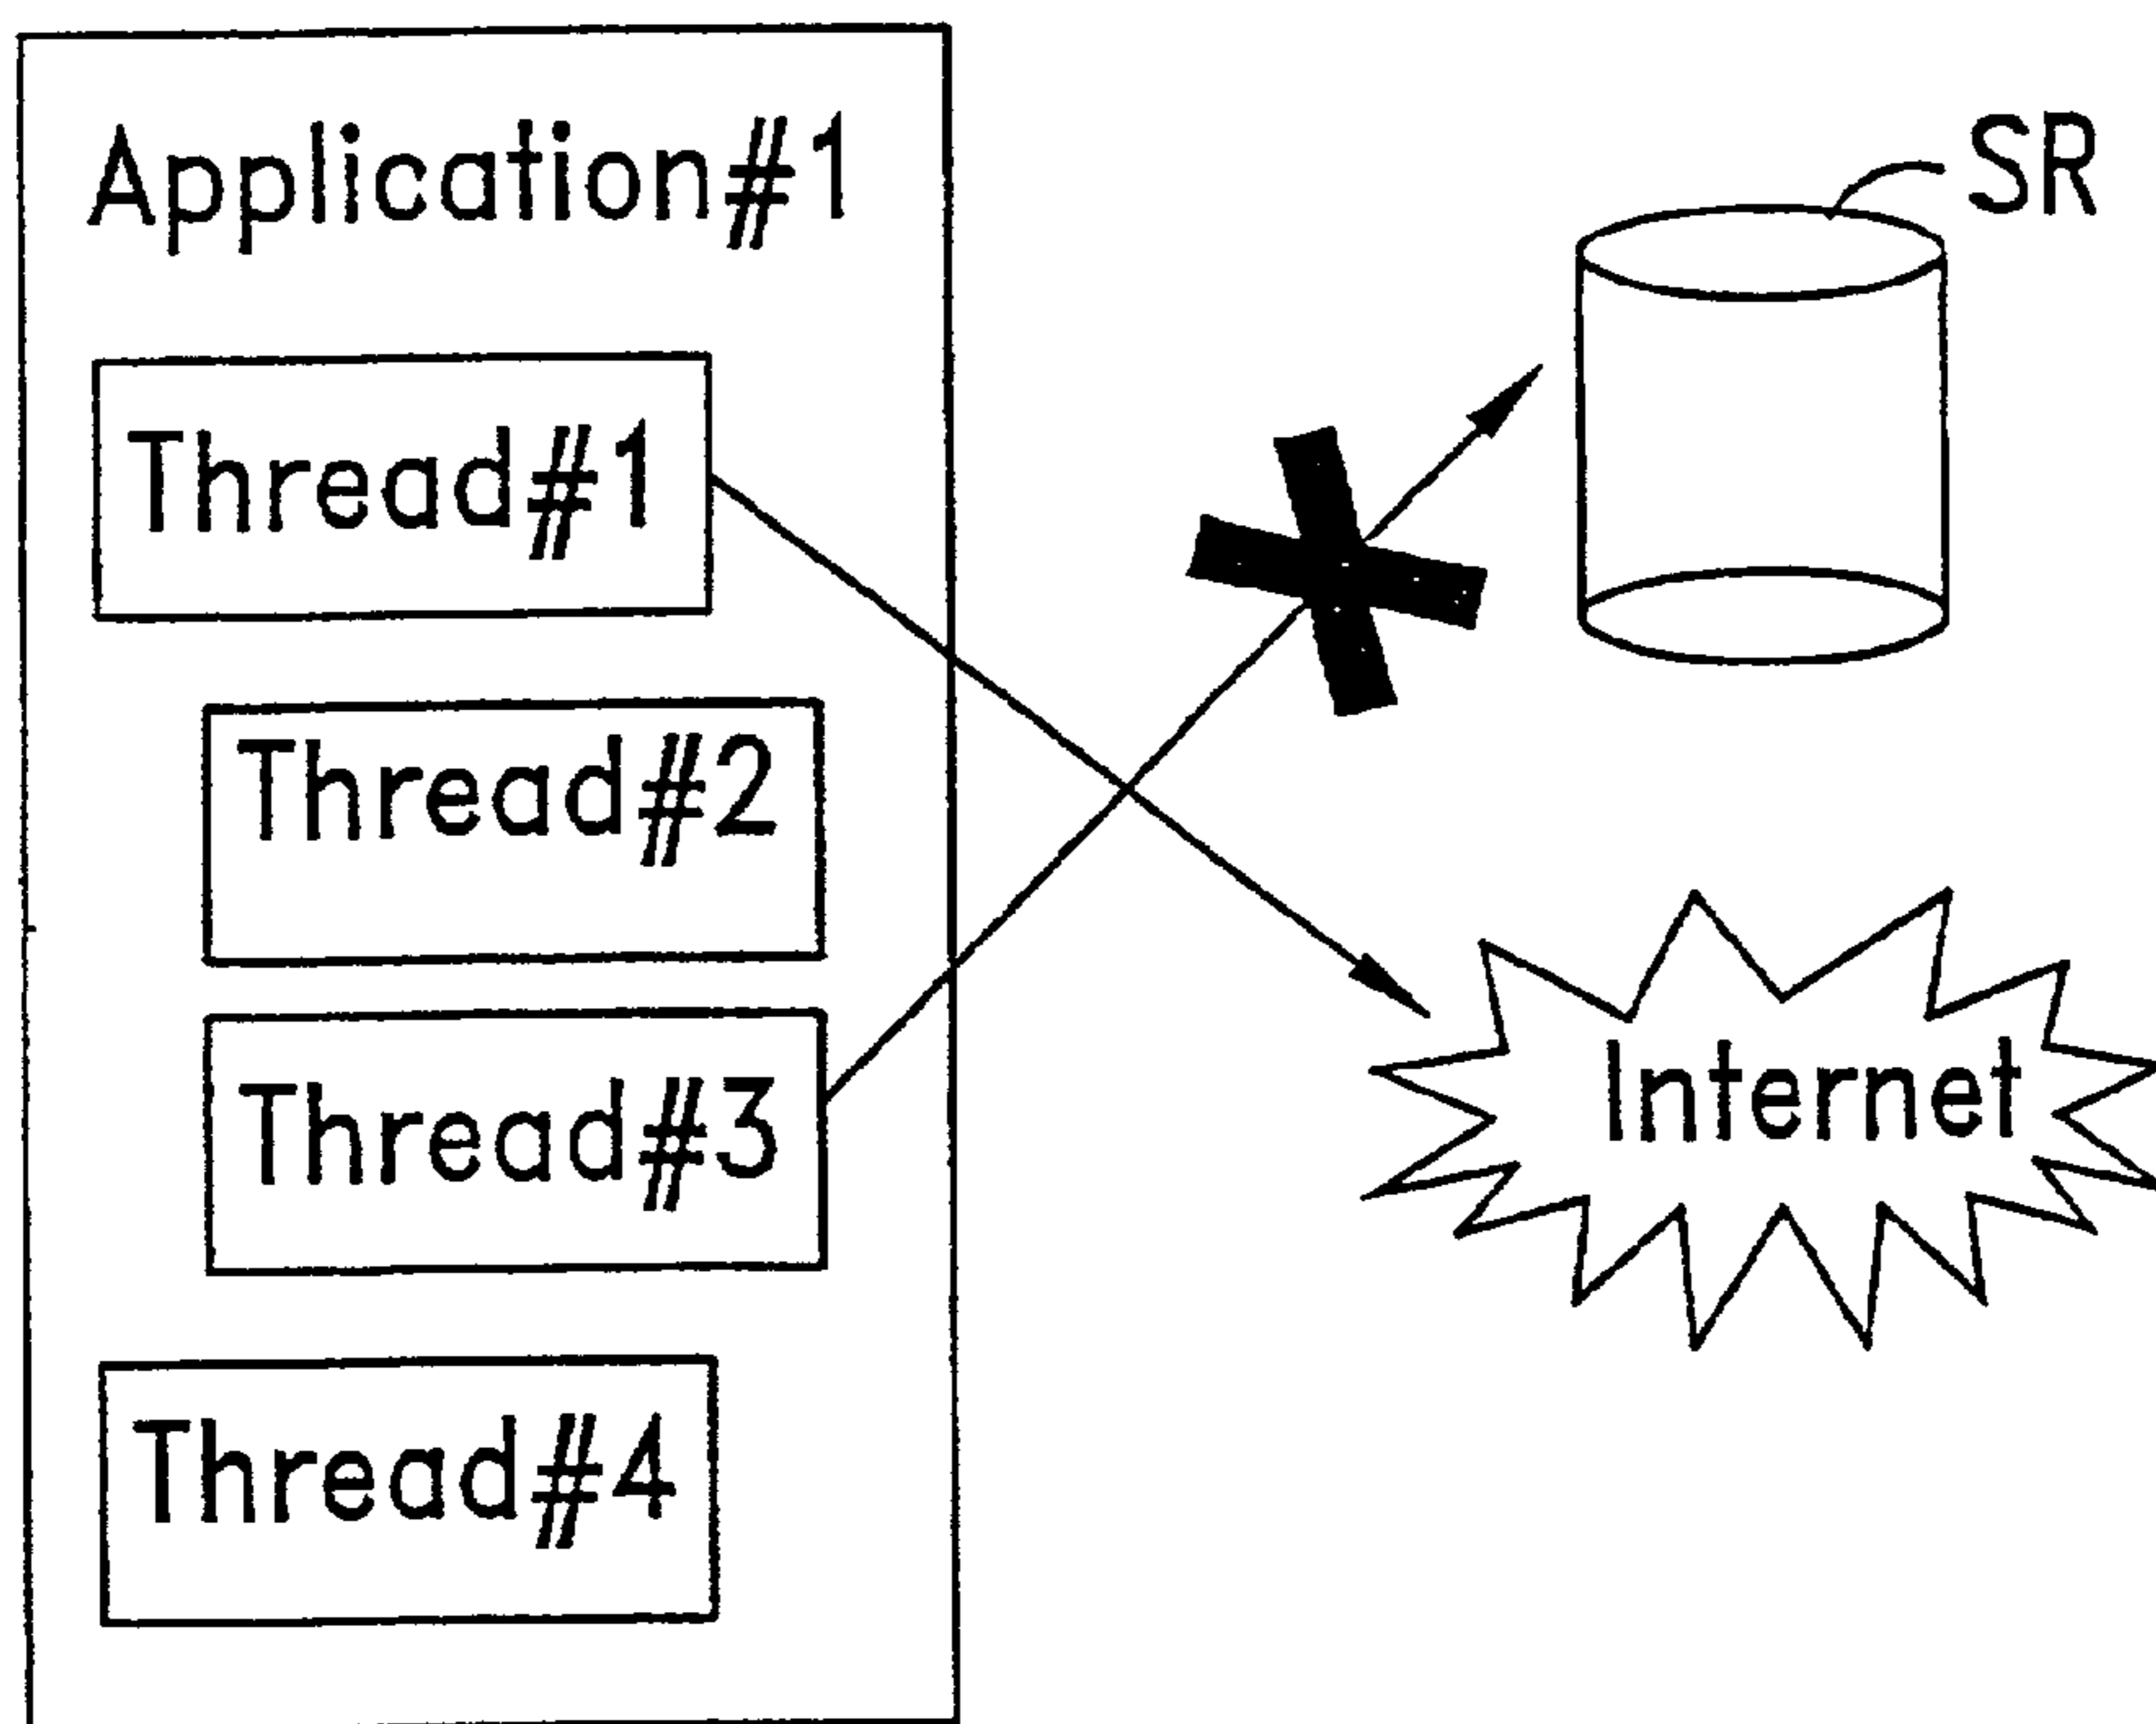 Application#1
SR
Thread#1
Thread#2
Thread#3
Internet
Thread#4